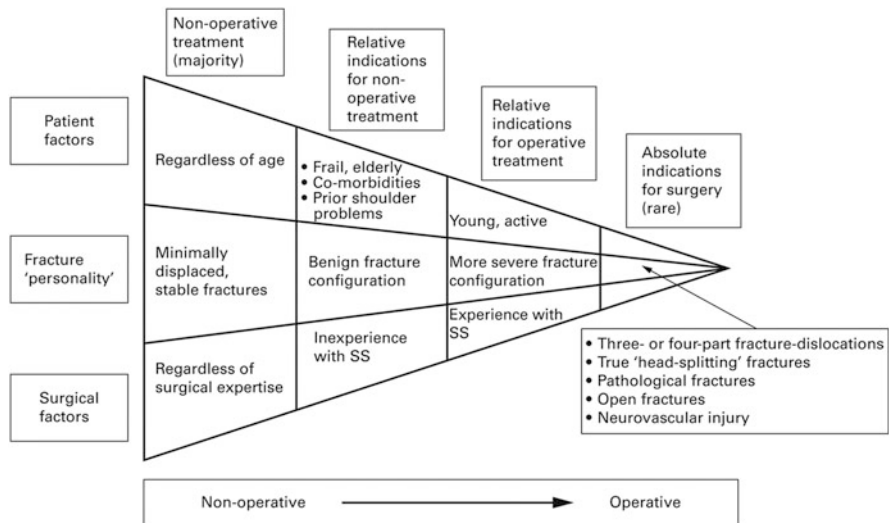 Non-operative
treatment
(majority)
Relative
indications
for non-
operative
treatment
Relative
indications
for operative
treatment
Absolute
indications
for surgery
(rare)
Patient
factors
Regardless of age
• Frail, elderly
• Co-morbidities
• Prior shoulder
problems
Young, active
Fracture
‘personality’
Minimally
displaced,
stable fractures
Benign fracture
configuration
More severe fracture
configuration
Surgical
factors
Regardless of
surgical expertise
Inexperience
with SS
Experience with
SS
• Three- or four-part fracture-dislocations
• True ‘head-splitting’ fractures
• Pathological fractures
• Open fractures
• Neurovascular injury
Non-operative
Operative